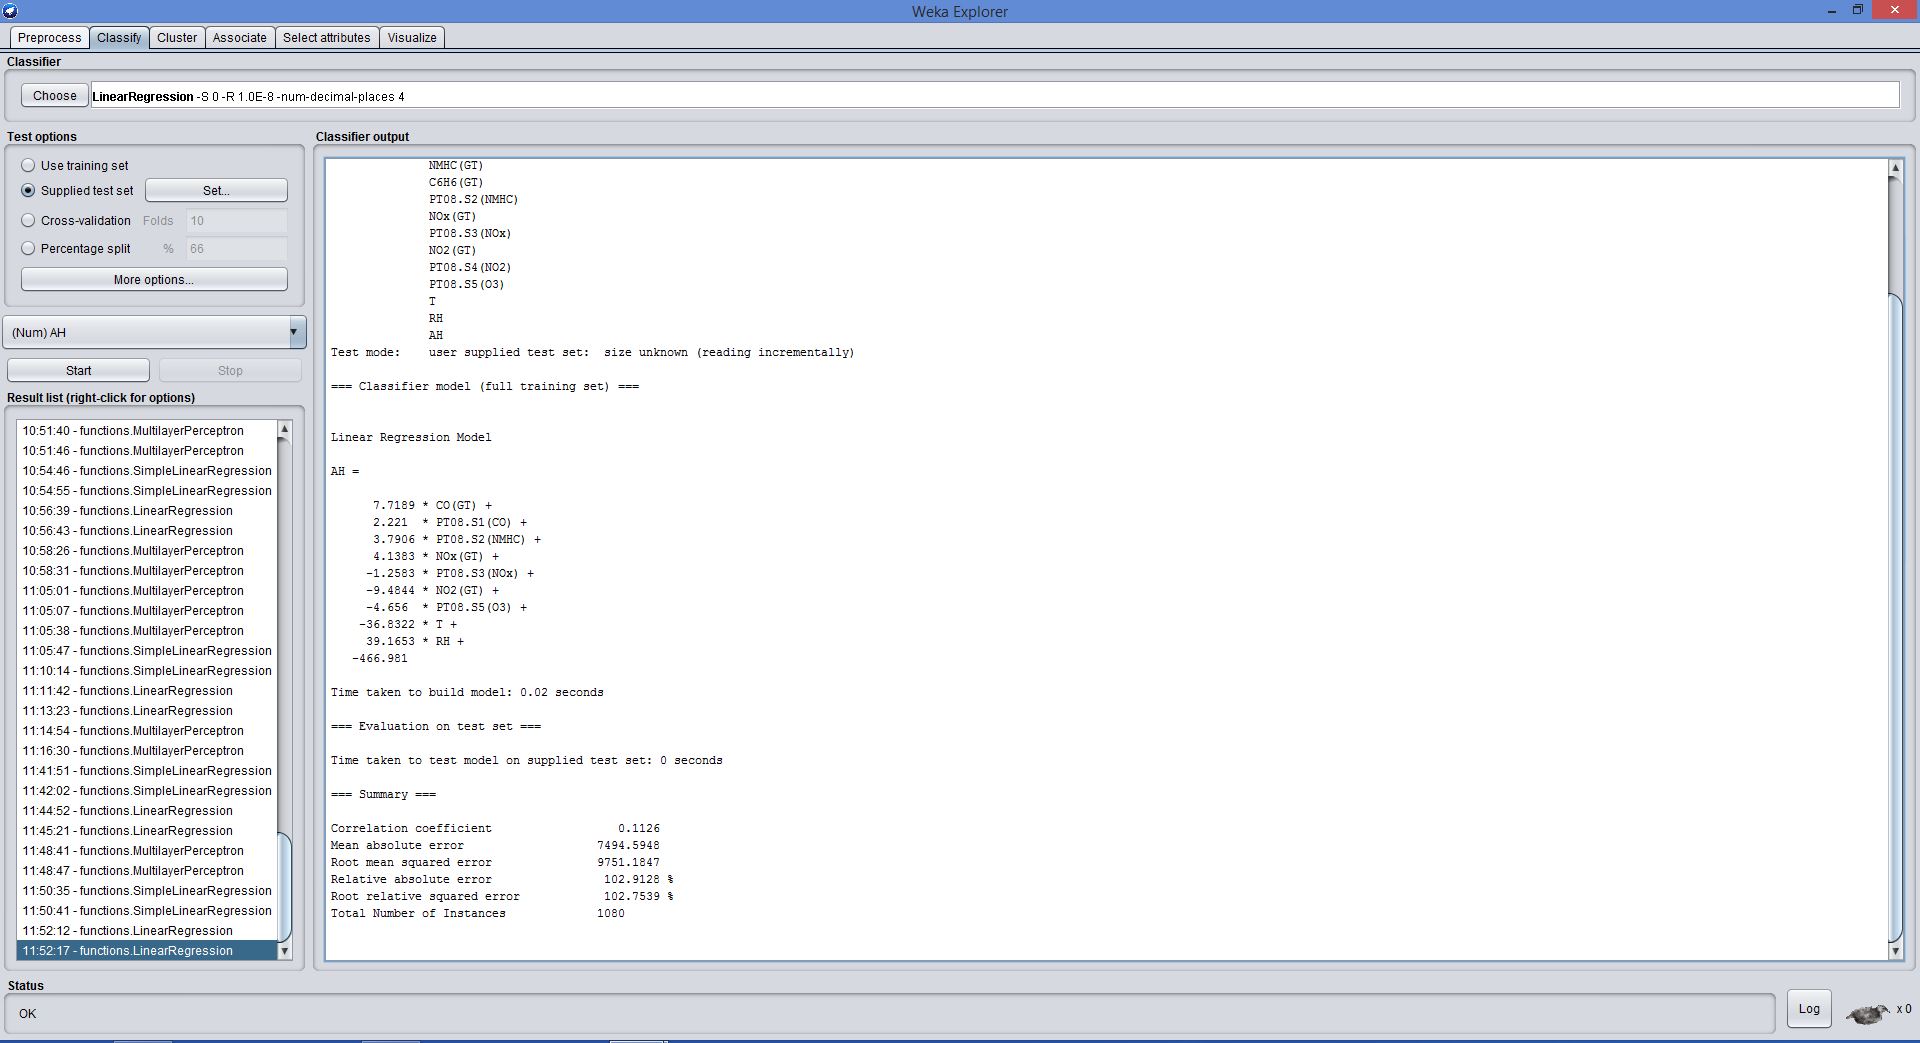 Weka Explorer
Preprocess Classify Cluster Associate Select attributes Visualize
Classifier
Choose LinearRegression -S 0 -R 1.0E-8 -num-decimal-places 4
Test options
Use training set
Supplied test set Set...
Cross-validation Folds 10
Percentage split % 66
More options...
(Num) AH
Start Stop
Result list (right-click for options)
10:51:40 - functions.MultilayerPerceptron
10:51:46 - functions.MultilayerPerceptron
10:54:46 - functions.SimpleLinearRegression
10:54:55 - functions.SimpleLinearRegression
10:56:39 - functions.LinearRegression
10:56:43 - functions.LinearRegression
10:58:26 - functions.MultilayerPerceptron
10:58:31 - functions.MultilayerPerceptron
11:05:01 - functions.MultilayerPerceptron
11:05:07 - functions.MultilayerPerceptron
11:05:38 - functions.MultilayerPerceptron
11:05:47 - functions.SimpleLinearRegression
11:10:14 - functions.SimpleLinearRegression
11:11:42 - functions.LinearRegression
11:13:23 - functions.LinearRegression
11:14:54 - functions.MultilayerPerceptron
11:16:30 - functions.MultilayerPerceptron
11:41:51 - functions.SimpleLinearRegression
11:42:02 - functions.SimpleLinearRegression
11:44:52 - functions.LinearRegression
11:45:21 - functions.LinearRegression
11:48:41 - functions.MultilayerPerceptron
11:48:47 - functions.MultilayerPerceptron
11:50:35 - functions.SimpleLinearRegression
11:50:41 - functions.SimpleLinearRegression
11:52:12 - functions.LinearRegression
11:52:17 - functions.LinearRegression
Classifier output
NMHC(GT)
C6H6(GT)
PT08.S2(NMHC)
NOx(GT)
PT08.S3(NOx)
NO2(GT)
PT08.S4(NO2)
PT08.S5(O3)
T
RH
AH
Test mode: user supplied test set: size unknown (reading incrementally)
=== Classifier model (full training set) ===
Linear Regression Model
AH =
7.7189 * CO(GT) +
2.221 * PT08.S1(CO) +
3.7906 * PT08.S2(NMHC) +
4.1383 * NOx(GT) +
-1.2583 * PT08.S3(NOx) +
-9.4844 * NO2(GT) +
-4.656 * PT08.S5(O3) +
-36.8322 * T +
39.1653 * RH +
-466.981
Time taken to build model: 0.02 seconds
=== Evaluation on test set ===
Time taken to test model on supplied test set: 0 seconds
=== Summary ===
Correlation coefficient 0.1126
Mean absolute error 7494.5948
Root mean squared error 9751.1847
Relative absolute error 102.9128 %
Root relative squared error 102.7539 %
Total Number of Instances 1080
Status
OK
Log
x 0